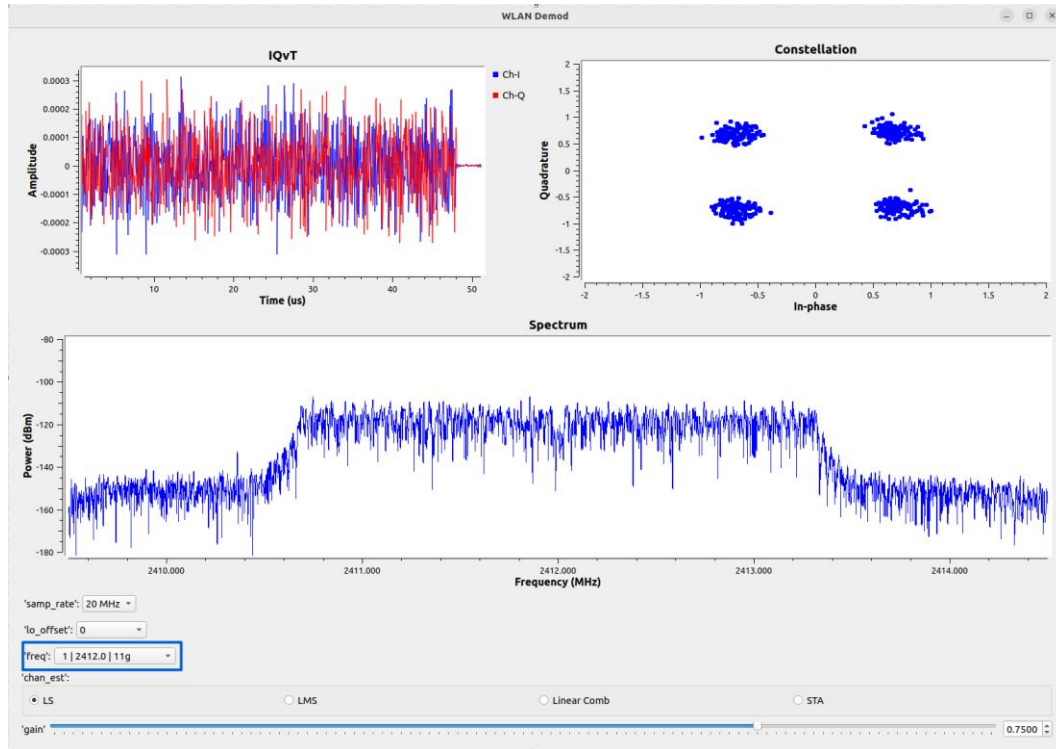 WLAN Demod
IQvT
Ch-I
Ch-Q
0.0003
0.0002
0.0001
0
-0.0001
-0.0002
-0.0003
Amplitude
10 20 30 40 50
Time (us)
Constellation
2
1.5
1
0.5
0
-0.5
-1
-1.5
-2
Quadrature
-2 -1.5 -1 -0.5 0 0.5 1 1.5 2
In-phase
Spectrum
-80
-100
-120
-140
-160
-180
Power (dBm)
2410.000 2411.000 2412.000 2413.000 2414.000
Frequency (MHz)
'samp_rate': 20 MHz
'lo_offset': 0
'freq': 1 | 2412.0 | 11g
'chan_est':
LS LMS Linear Comb STA
'gain' 0.7500